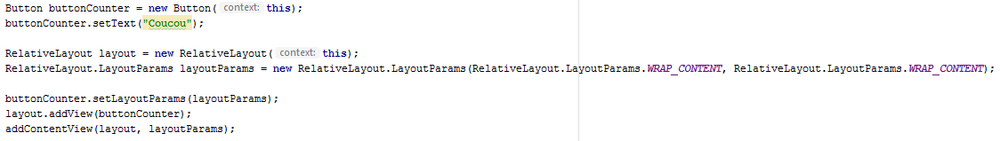 Button buttonCounter = new Button( context: this);
buttonCounter.setText("Coucou");
RelativeLayout layout = new RelativeLayout( context: this);
RelativeLayout.LayoutParams layoutParams = new RelativeLayout.LayoutParams(RelativeLayout.LayoutParams.WRAP_CONTENT, RelativeLayout.LayoutParams.WRAP_CONTENT);
buttonCounter.setLayoutParams(layoutParams);
layout.addView(buttonCounter);
addContentView(layout, layoutParams);